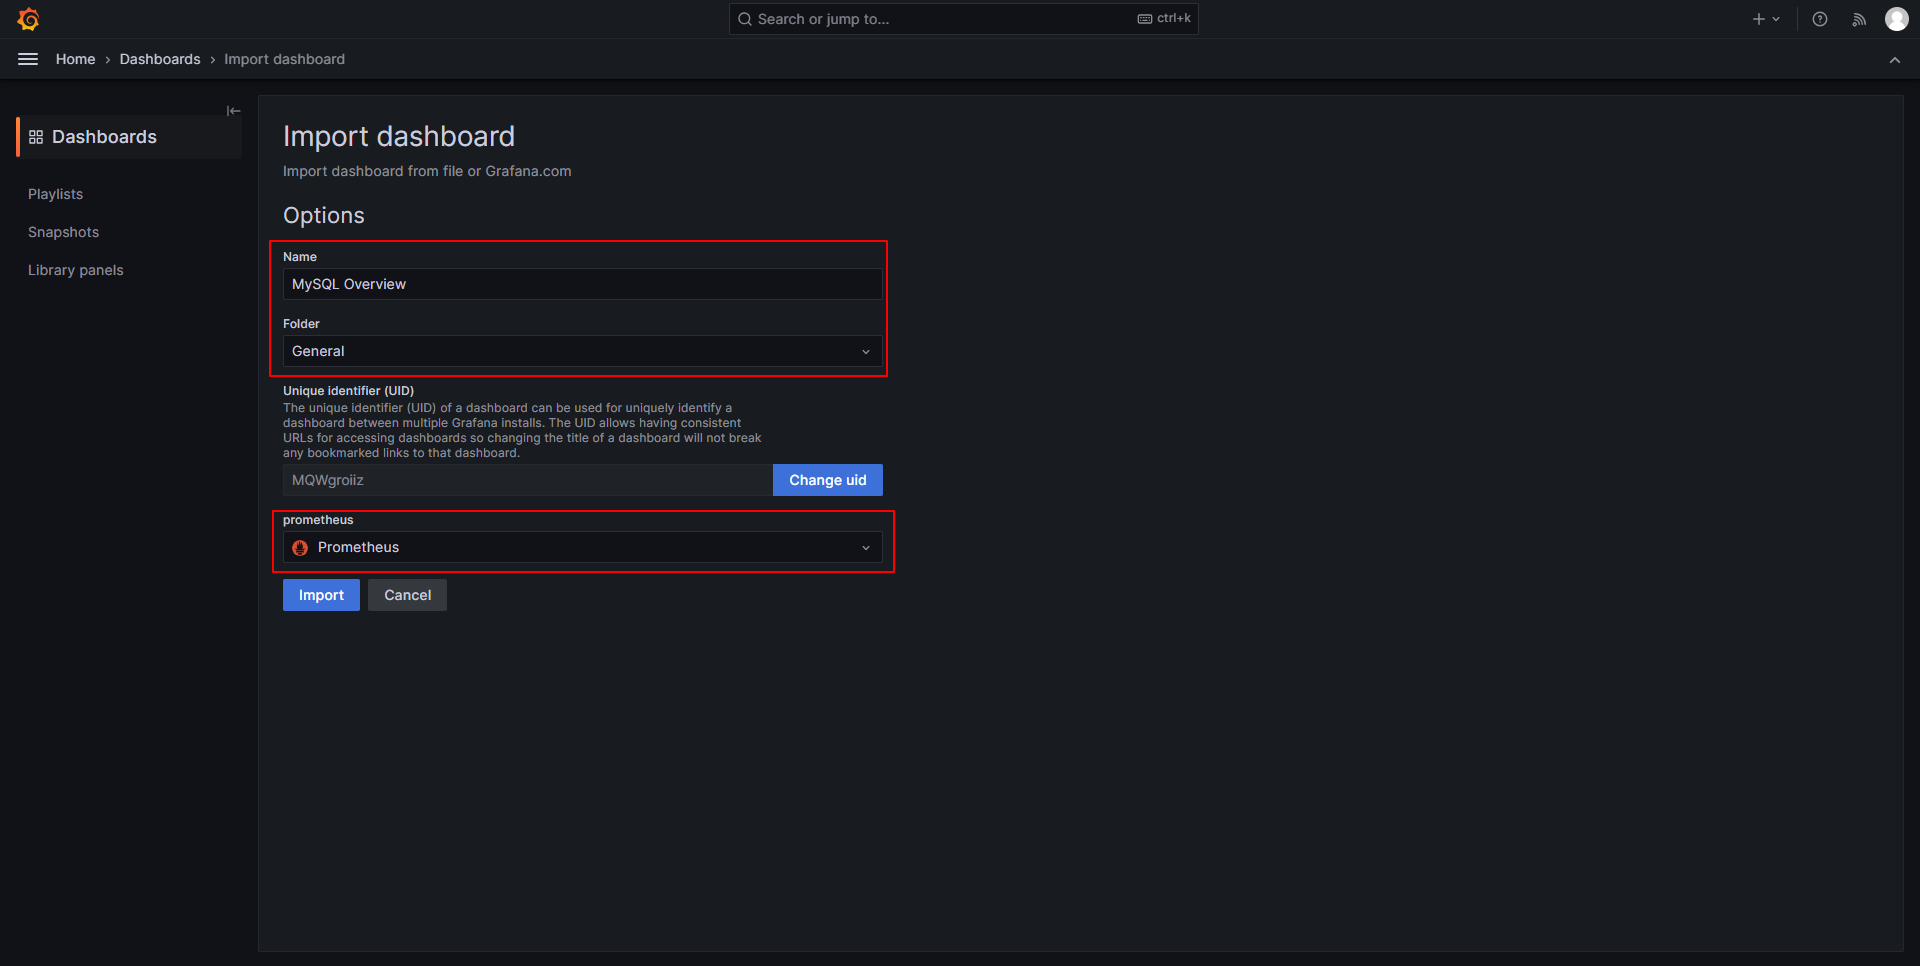 Search or jump to...
ctrl+k
Home
Dashboards
Import dashboard
Dashboards
Playlists
Snapshots
Library panels
Import dashboard
Import dashboard from file or Grafana.com
Options
Name
MySQL Overview
Folder
General
Unique identifier (UID)
The unique identifier (UID) of a dashboard can be used for uniquely identify a
dashboard between multiple Grafana installs. The UID allows having consistent
URLs for accessing dashboards so changing the title of a dashboard will not break
any bookmarked links to that dashboard.
MQWgroiiz
Change uid
prometheus
Prometheus
Import
Cancel